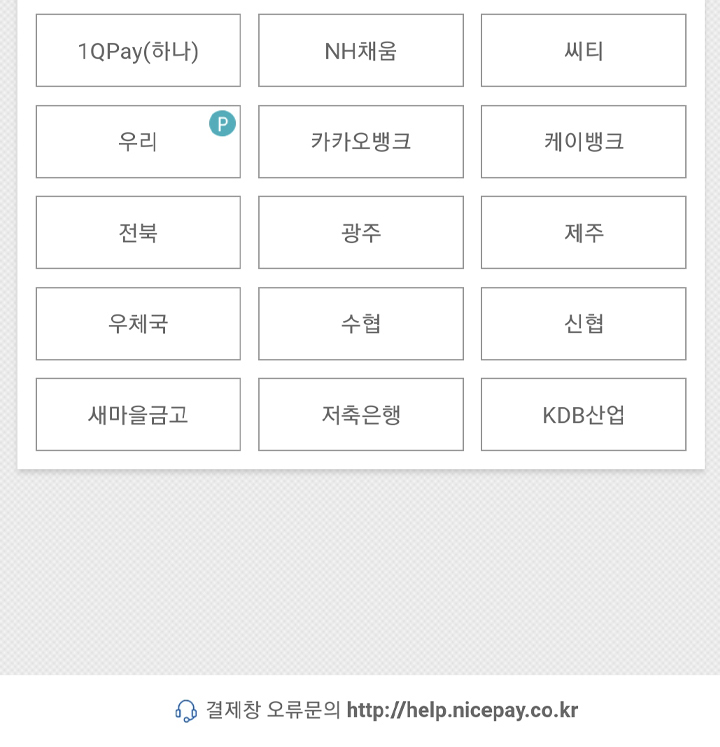 1QPay(하나) NH채움 씨티
우리 P 카카오뱅크 케이뱅크
전북 광주 제주
우체국 수협 신협
새마을금고 저축은행 KDB산업
결제창 오류문의 http://help.nicepay.co.kr